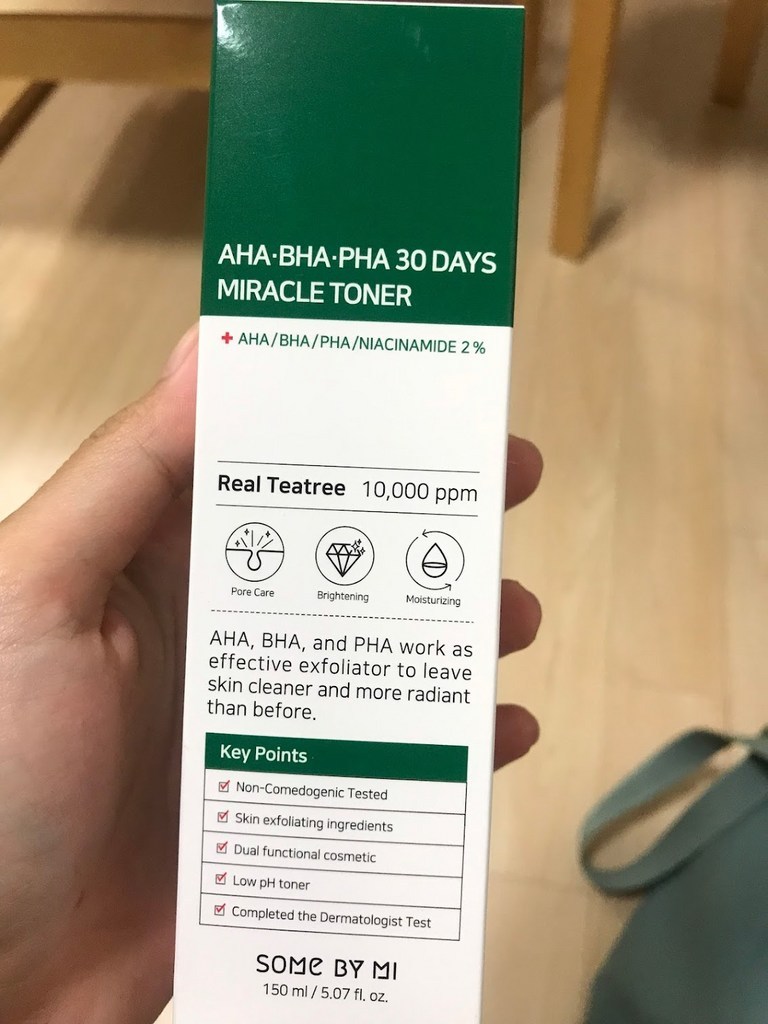 AHA·BHA·PHA 30 DAYS
MIRACLE TONER
+ AHA/BHA/PHA/NIACINAMIDE 2%
Real Teatree 10,000 ppm
Pore Care Brightening Moisturizing
AHA, BHA, and PHA work as
effective exfoliator to leave
skin cleaner and more radiant
than before.
Key Points
Non-Comedogenic Tested
Skin exfoliating ingredients
Dual functional cosmetic
Low pH toner
Completed the Dermatologist Test
SOME BY MI
150 ml / 5.07 fl. oz.